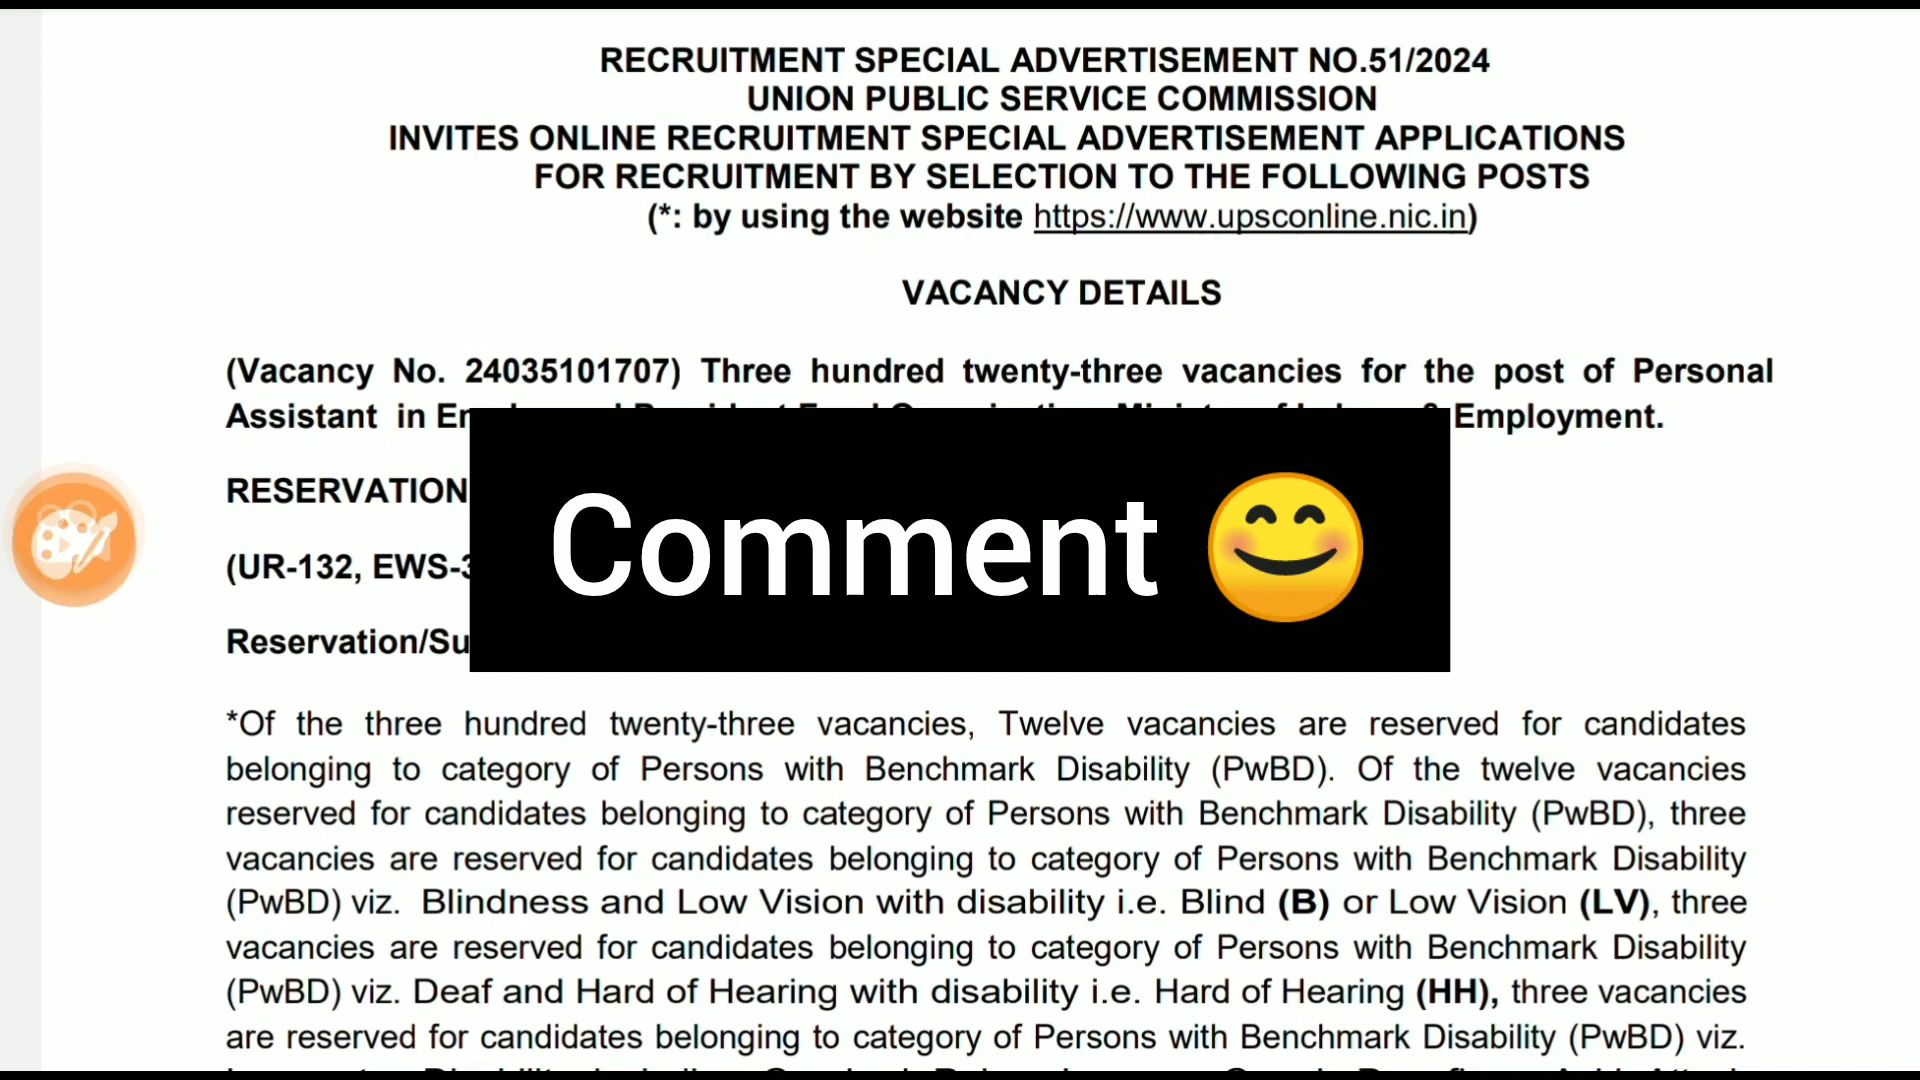 RECRUITMENT SPECIAL ADVERTISEMENT NO.51/2024
UNION PUBLIC SERVICE COMMISSION
INVITES ONLINE RECRUITMENT SPECIAL ADVERTISEMENT APPLICATIONS
FOR RECRUITMENT BY SELECTION TO THE FOLLOWING POSTS
(*: by using the website https://www.upsconline.nic.in)
VACANCY DETAILS
(Vacancy No. 24035101707) Three hundred twenty-three vacancies for the post of Personal
Assistant in Employment.
RESERVATION
(UR-132, EWS-
Reservation/Su
Comment 😊
*Of the three hundred twenty-three vacancies, Twelve vacancies are reserved for candidates
belonging to category of Persons with Benchmark Disability (PwBD). Of the twelve vacancies
reserved for candidates belonging to category of Persons with Benchmark Disability (PwBD), three
vacancies are reserved for candidates belonging to category of Persons with Benchmark Disability
(PwBD) viz. Blindness and Low Vision with disability i.e. Blind (B) or Low Vision (LV), three
vacancies are reserved for candidates belonging to category of Persons with Benchmark Disability
(PwBD) viz. Deaf and Hard of Hearing with disability i.e. Hard of Hearing (HH), three vacancies
are reserved for candidates belonging to category of Persons with Benchmark Disability (PwBD) viz.